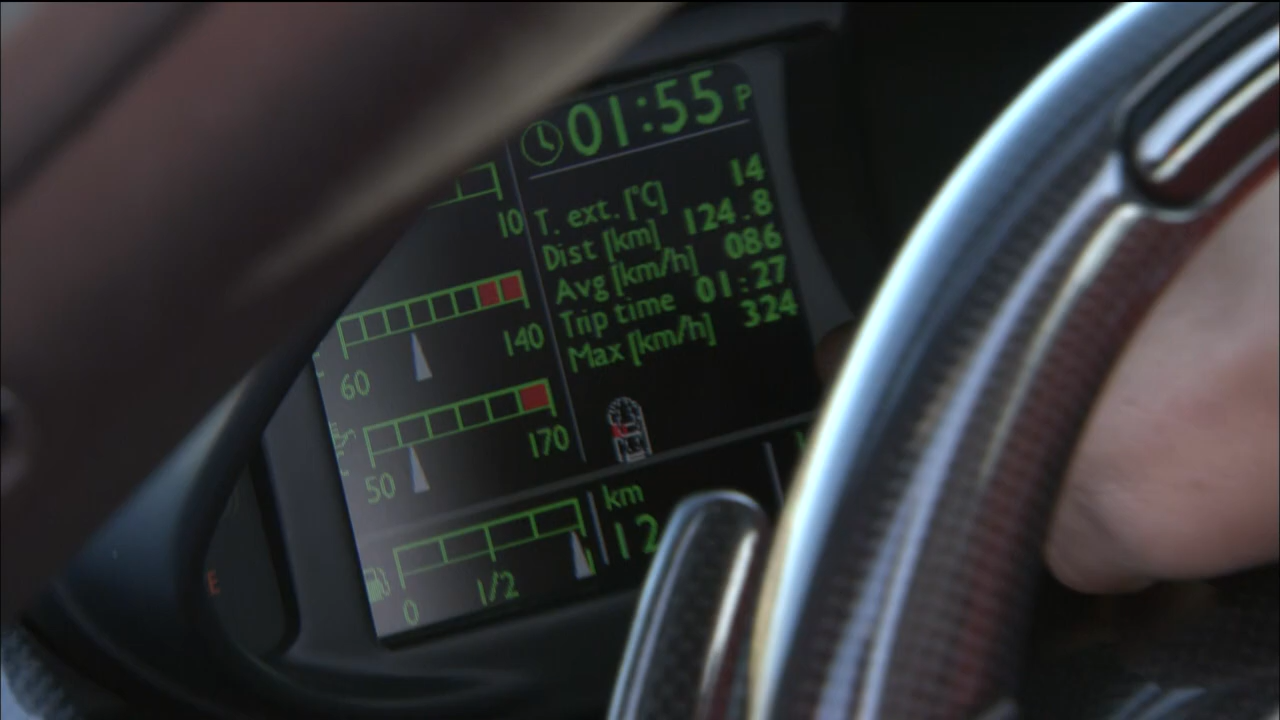 01:55 P
T. ext. [°C] 14
Dist [km] 124.8
Avg [km/h] 086
Trip time 01:27
Max [km/h] 324
10
60 140
50 170
0 1/2
km
12
E